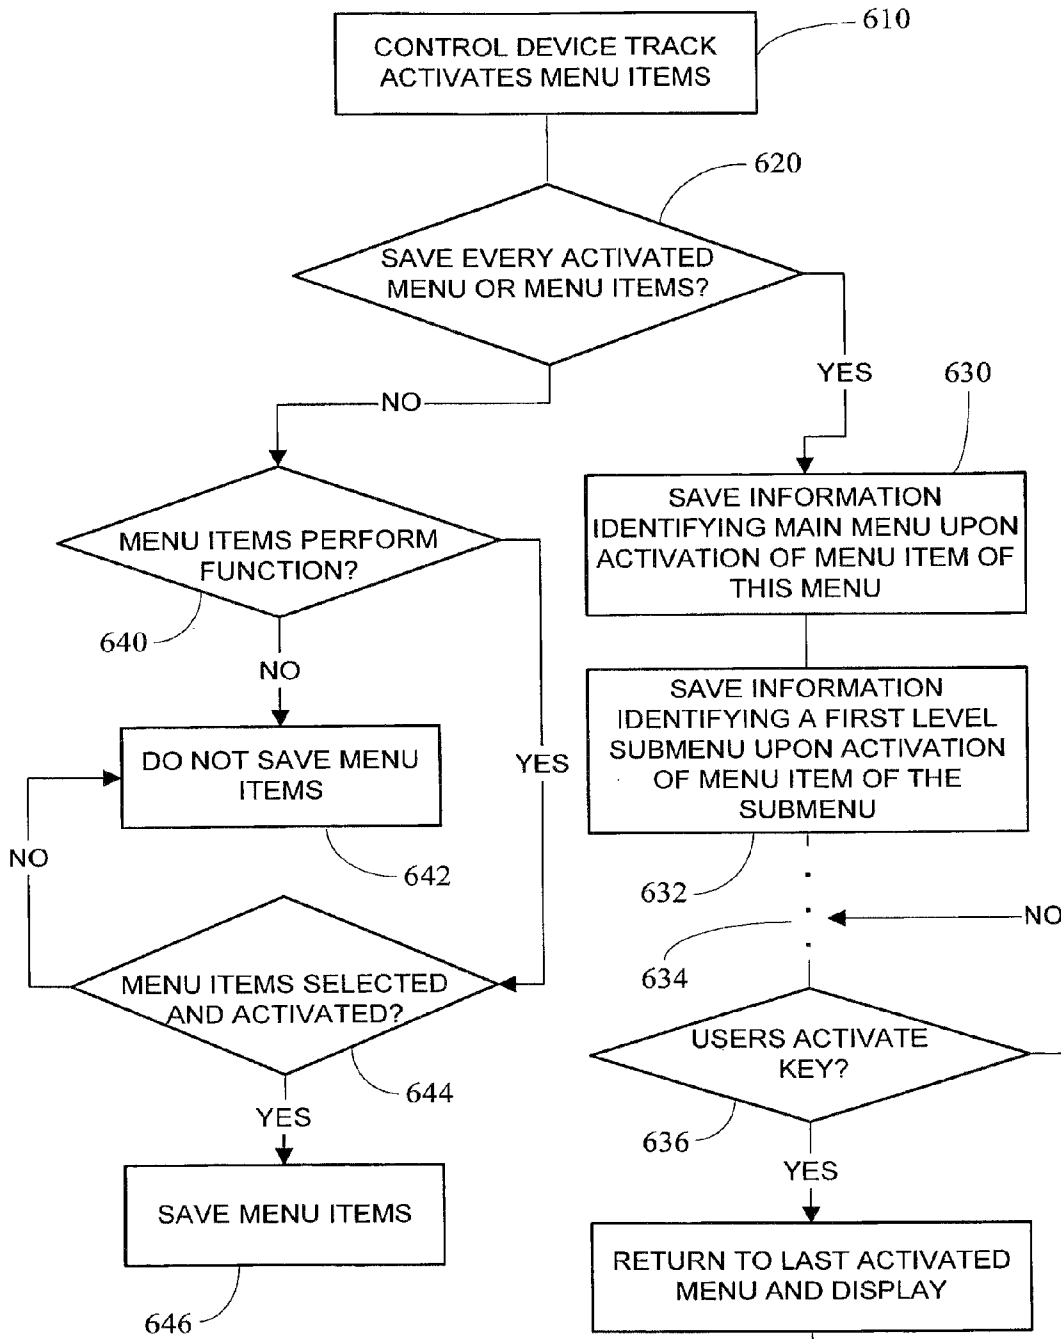 CONTROL DEVICE TRACK
ACTIVATES MENU ITEMS
610
620
SAVE EVERY ACTIVATED
MENU OR MENU ITEMS?
YES
NO
630
SAVE INFORMATION
IDENTIFYING MAIN MENU UPON
ACTIVATION OF MENU ITEM OF
THIS MENU
MENU ITEMS PERFORM
FUNCTION?
640
NO
YES
SAVE INFORMATION
IDENTIFYING A FIRST LEVEL
SUBMENU UPON ACTIVATION
OF MENU ITEM OF THE
SUBMENU
DO NOT SAVE MENU
ITEMS
NO
642
632
634
NO
MENU ITEMS SELECTED
AND ACTIVATED?
644
USERS ACTIVATE
KEY?
636
YES
YES
SAVE MENU ITEMS
646
RETURN TO LAST ACTIVATED
MENU AND DISPLAY